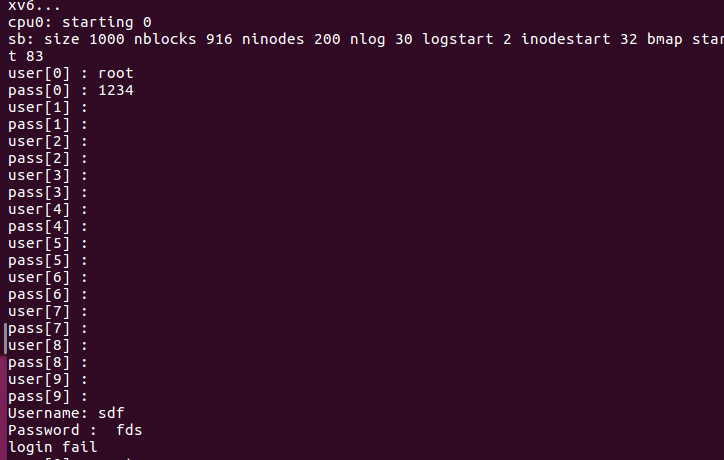 xv6...
cpu0: starting 0
sb: size 1000 nblocks 916 ninodes 200 nlog 30 logstart 2 inodestart 32 bmap star
t 83
user[0] : root
pass[0] : 1234
user[1] :
pass[1] :
user[2] :
pass[2] :
user[3] :
pass[3] :
user[4] :
pass[4] :
user[5] :
pass[5] :
user[6] :
pass[6] :
user[7] :
pass[7] :
user[8] :
pass[8] :
user[9] :
pass[9] :
Username: sdf
Password :  fds
login fail